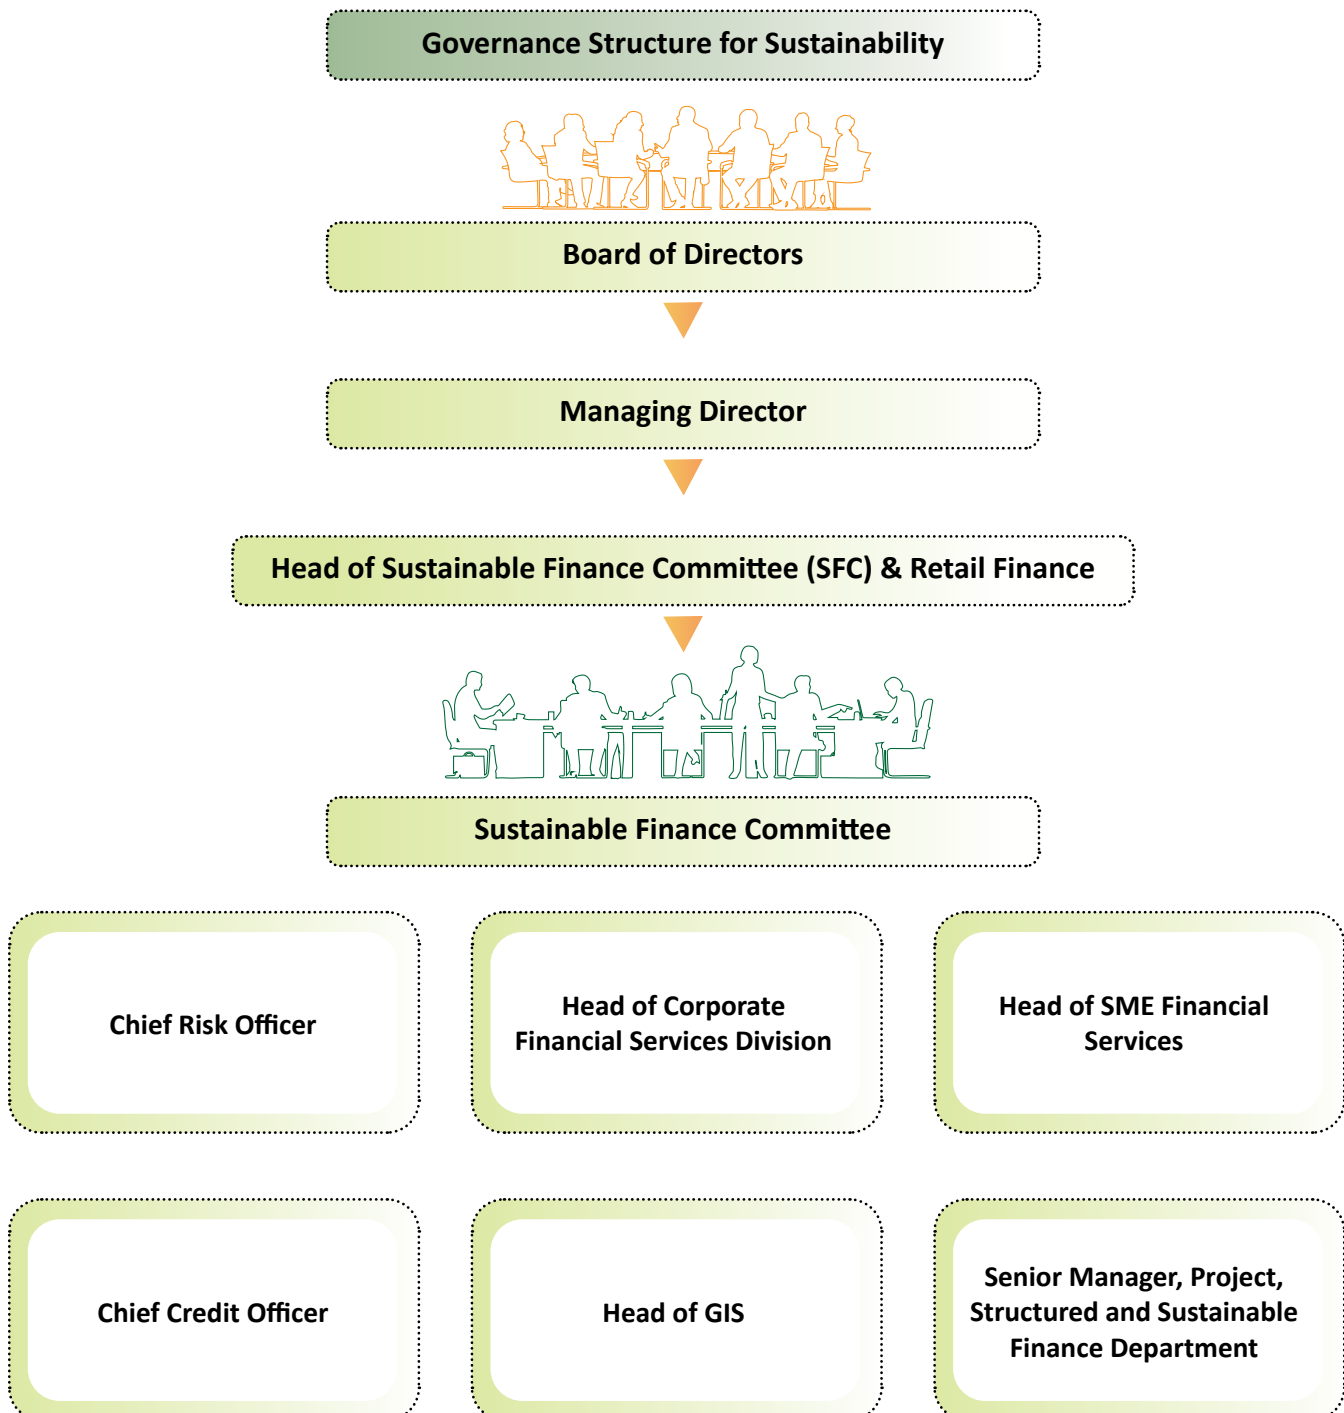 Governance Structure for Sustainability
Board of Directors
Managing Director
Head of Sustainable Finance Committee (SFC) & Retail Finance
Sustainable Finance Committee
Chief Risk Officer
Head of Corporate
Financial Services Division
Head of SME Financial
Services
Chief Credit Officer
Head of GIS
Senior Manager, Project,
Structured and Sustainable
Finance Department